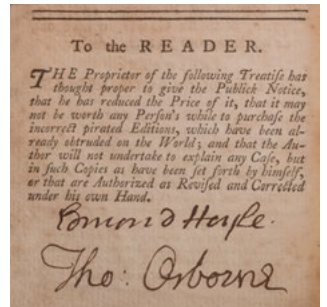 To the READER.
THE Proprietor of the following Treatise has
thought proper to give the Publick Notice,
that he has reduced the Price of it, that it may
not be worth any Person's while to purchase the
incorrect pirated Editions, which have been al-
ready obtruded on the World; and that the Au-
thor will not undertake to explain any Case, but
in such Copies as have been set forth by himself,
or that are Authorized as Revised and Corrected
under his own Hand.
Edmond Hoyle.
Tho: Osborne